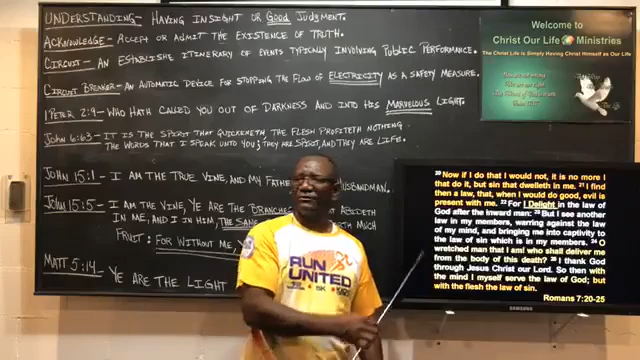 Understanding- Having Insight or Good Judgment.
Acknowledge- Accept or Admit the Existence of Truth.
Circuit- An Establishe Itinerary of Events Typically Involving Public Performance.
Circuit Breaker- An Automatic Device for Stopping the Flow of Electricity as a Safety Measure.
1 Peter 2:9- Who Hath Called You Out of Darkness and Into His Marvelous Light.
John 6:63- It is the Spirit that Quickeneth the Flesh Profiteth Nothing
the Words that I Speak unto You; They are Spirit, and They are Life.
John 15:1- I am the True Vine, and My Father Husbandman.
John 15:5- I am the Vine, Ye are the Branches abideth
in Me, and I in Him, the Same Much
Fruit: For Without Me,
Matt 5:14- Ye are the Light
Welcome to
Christ Our Life Ministries
The Christ Life is Simply Having Christ Himself as Our Life
RUN
UNITED
5K
20 Now if I do that I would not, it is no more I
that do it, but sin that dwelleth in me. 21 I find
then a law, that, when I would do good, evil is
present with me. 22 For I Delight in the law of
God after the inward man: 23 But I see another
law in my members, warring against the law
of my mind, and bringing me into captivity to
the law of sin which is in my members. 24 O
wretched man that I am! who shall deliver me
from the body of this death? 25 I thank God
through Jesus Christ our Lord. So then with
the mind I myself serve the law of God; but
with the flesh the law of sin.
Romans 7:20-25
SAMSUNG